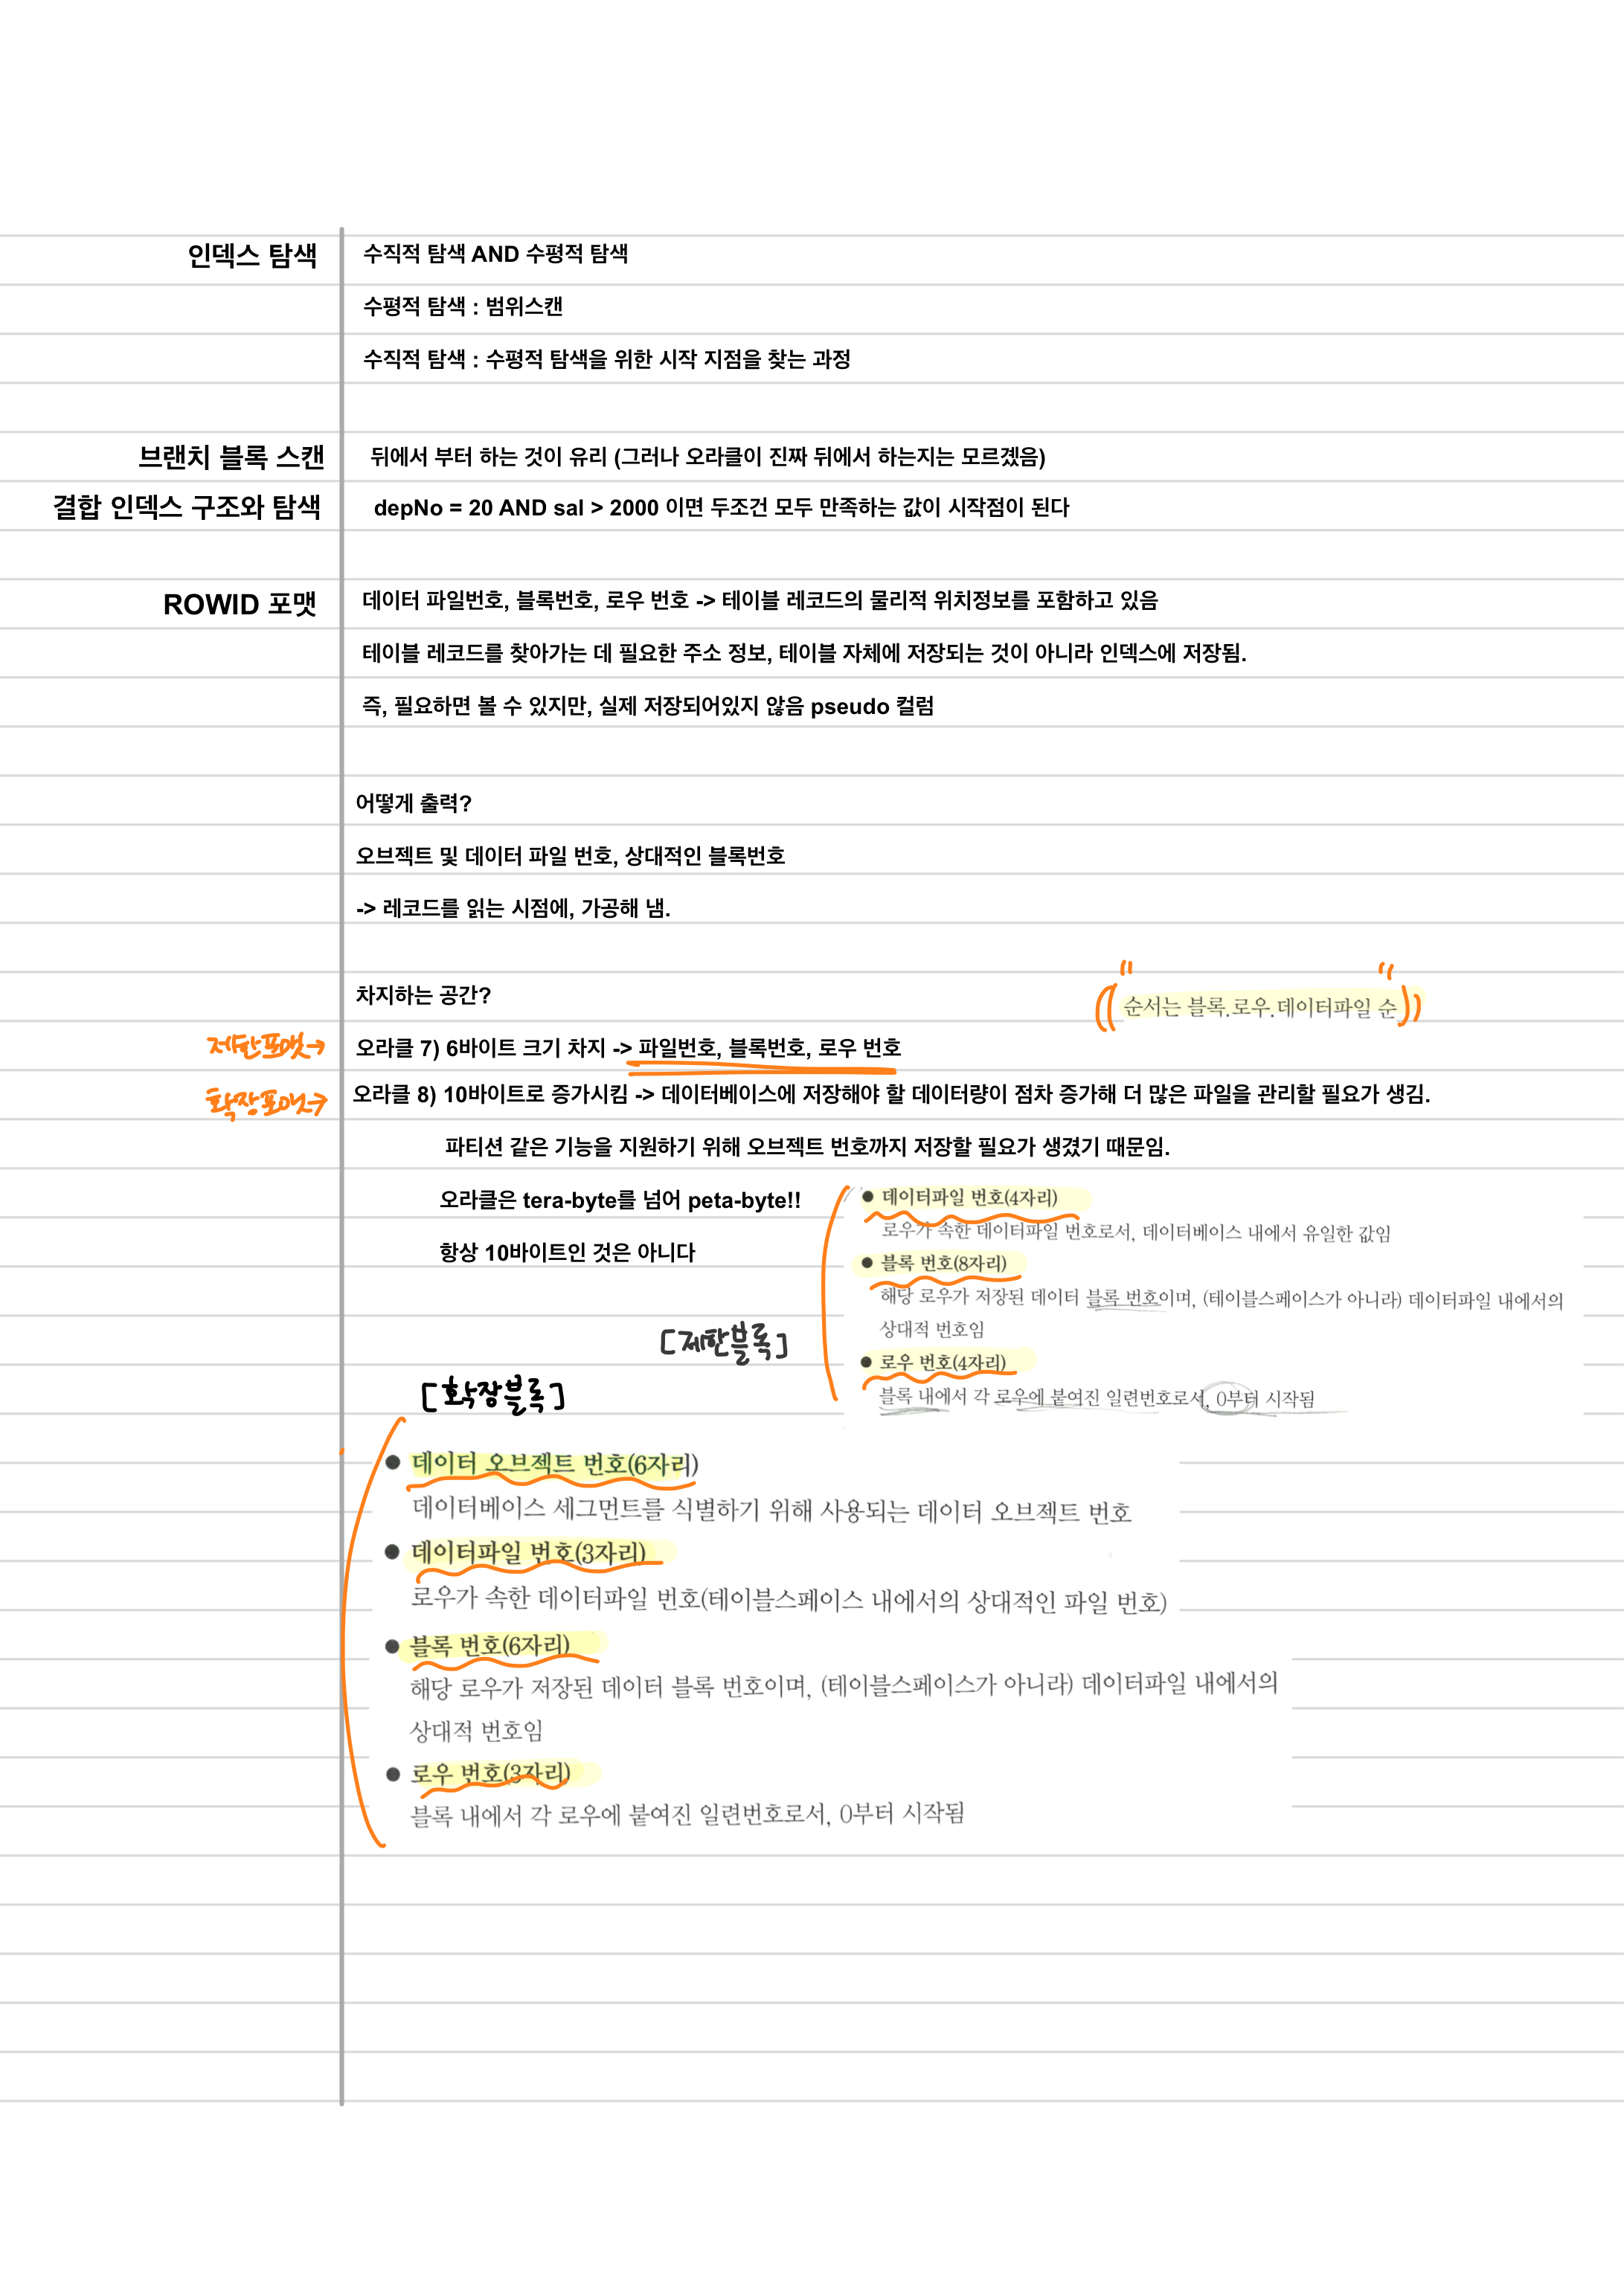 인덱스 탐색
수직적 탐색 AND 수평적 탐색
수평적 탐색 : 범위스캔
수직적 탐색 : 수평적 탐색을 위한 시작 지점을 찾는 과정
브랜치 블록 스캔
뒤에서 부터 하는 것이 유리 (그러나 오라클이 진짜 뒤에서 하는지는 모르겠음)
결합 인덱스 구조와 탐색
depNo = 20 AND sal > 2000 이면 두조건 모두 만족하는 값이 시작점이 된다
ROWID 포맷
데이터 파일번호, 블록번호, 로우 번호 -> 테이블 레코드의 물리적 위치정보를 포함하고 있음
테이블 레코드를 찾아가는 데 필요한 주소 정보, 테이블 자체에 저장되는 것이 아니라 인덱스에 저장됨.
즉, 필요하면 볼 수 있지만, 실제 저장되어있지 않음 pseudo 컬럼
어떻게 출력?
오브젝트 및 데이터 파일 번호, 상대적인 블록번호
-> 레코드를 읽는 시점에, 가공해 냄.
차지하는 공간?
" ((순서는 블록.로우.데이터파일 순)) "
제한포맷→
오라클 7) 6바이트 크기 차지 -> 파일번호, 블록번호, 로우 번호
확장포맷→
오라클 8) 10바이트로 증가시킴 -> 데이터베이스에 저장해야 할 데이터량이 점차 증가해 더 많은 파일을 관리할 필요가 생김.
파티션 같은 기능을 지원하기 위해 오브젝트 번호까지 저장할 필요가 생겼기 때문임.
오라클은 tera-byte를 넘어 peta-byte!!
항상 10바이트인 것은 아니다
[제한블록]
● 데이터파일 번호(4자리)
로우가 속한 데이터파일 번호로서, 데이터베이스 내에서 유일한 값임
● 블록 번호(8자리)
해당 로우가 저장된 데이터 블록 번호이며, (테이블스페이스가 아니라) 데이터파일 내에서의
상대적 번호임
● 로우 번호(4자리)
블록 내에서 각 로우에 붙여진 일련번호로서, 0부터 시작됨
[확장블록]
● 데이터 오브젝트 번호(6자리)
데이터베이스 세그먼트를 식별하기 위해 사용되는 데이터 오브젝트 번호
● 데이터파일 번호(3자리)
로우가 속한 데이터파일 번호(테이블스페이스 내에서의 상대적인 파일 번호)
● 블록 번호(6자리)
해당 로우가 저장된 데이터 블록 번호이며, (테이블스페이스가 아니라) 데이터파일 내에서의
상대적 번호임
● 로우 번호(3자리)
블록 내에서 각 로우에 붙여진 일련번호로서, 0부터 시작됨